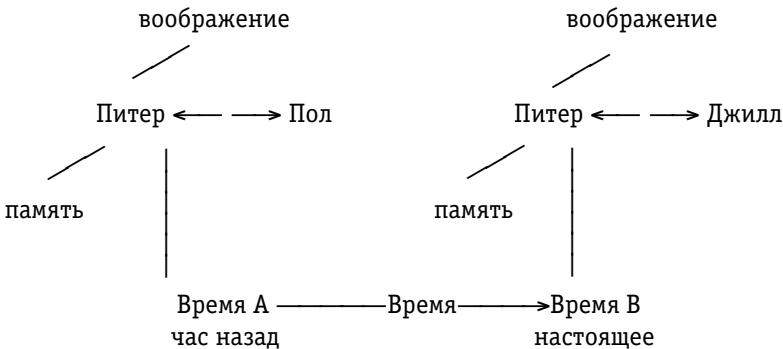 воображение воображение
Питер Пол Питер Джилл
память память
Время А Время Время В
час назад настоящее